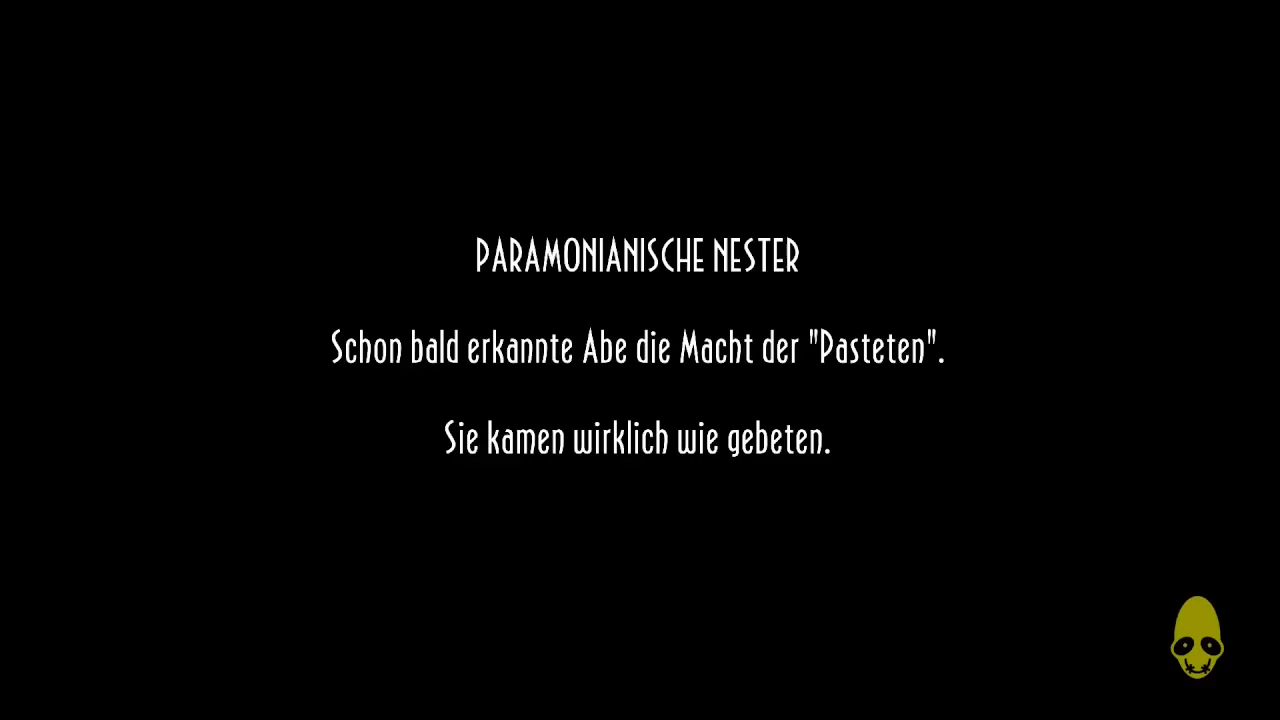 PARAMONIANISCHE NESTER
Schon bald erkannte Abe die Macht der "Pasteten".
Sie kamen wirklich wie gebeten.